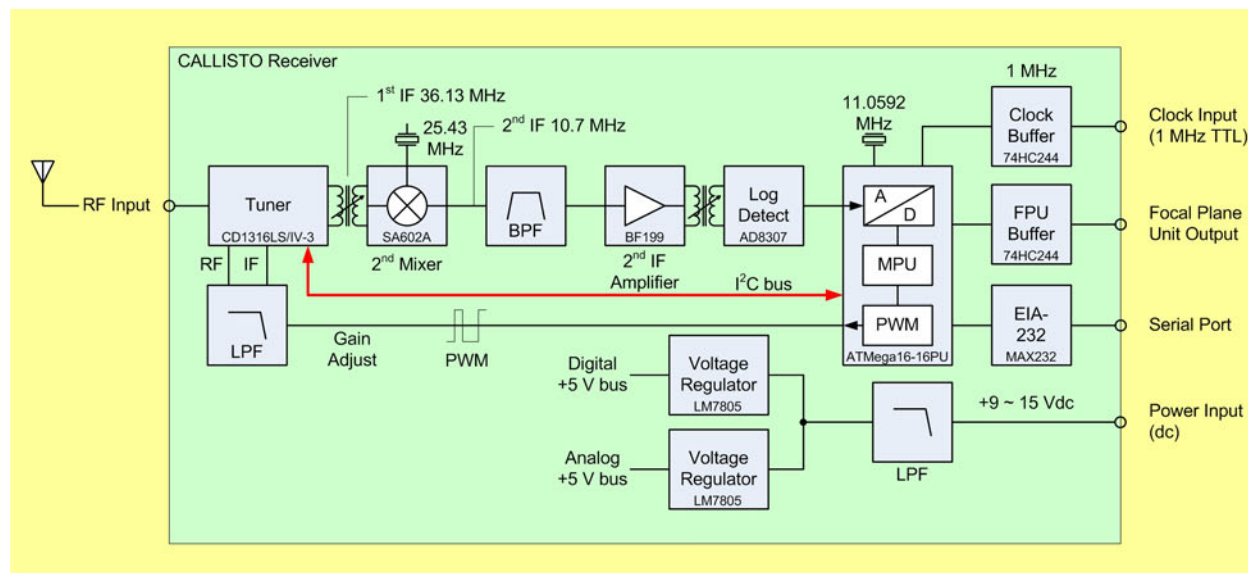 CALLISTO Receiver
1st IF 36.13 MHz
25.43
MHz
2nd IF 10.7 MHz
11.0592
MHz
1 MHz
Clock
Buffer
74HC244
Clock Input
(1 MHz TTL)
RF Input
Tuner
CD1316LS/IV-3
SA602A
2nd Mixer
BPF
BF199
2nd IF
Amplifier
Log
Detect
AD8307
A
D
MPU
PWM
ATMega16-16PU
FPU
Buffer
74HC244
Focal Plane
Unit Output
RF
IF
I2C bus
LPF
Gain
Adjust
PWM
EIA-
232
MAX232
Serial Port
Digital
+5 V bus
Voltage
Regulator
LM7805
Analog
+5 V bus
Voltage
Regulator
LM7805
LPF
+9 ~ 15 Vdc
Power Input
(dc)